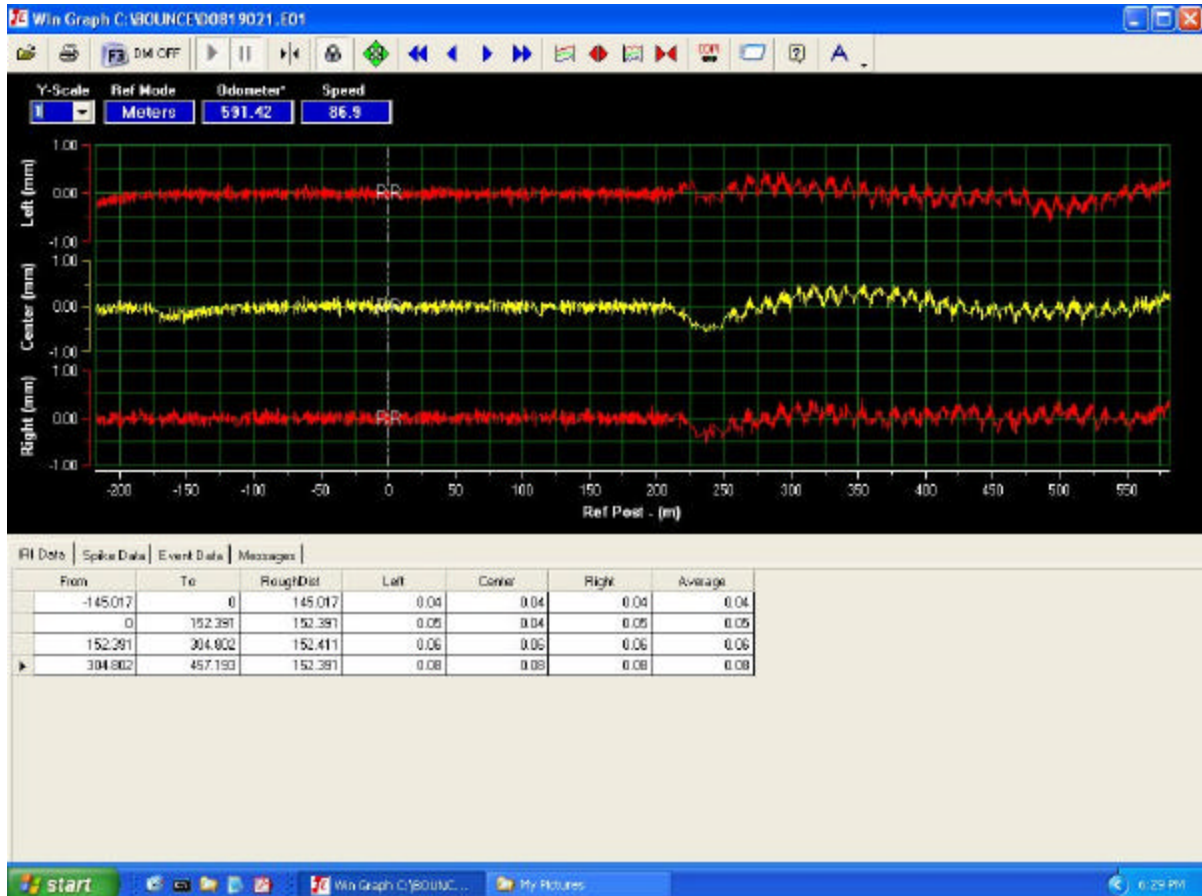 Win Graph C:\BOUNCE\D0819021.E01
F3 DMI OFF
Y-Scale Ref Mode Odometer* Speed
1 Meters 591.42 86.9
Left (mm)
1.00
0.00
-1.00
Center (mm)
1.00
0.00
-1.00
Right (mm)
1.00
0.00
-1.00
-200 -150 -100 -50 0 50 100 150 200 250 300 350 400 450 500 550
Ref Post - (m)
IRI Data Spike Data Event Data Messages
From To RoughDist Left Center Right Average
-145.017 0 145.017 0.04 0.04 0.04 0.04
0 152.391 152.391 0.05 0.04 0.05 0.05
152.391 304.802 152.411 0.06 0.06 0.06 0.06
304.802 457.193 152.391 0.08 0.08 0.08 0.08
start Win Graph C:\BOUNC... My Pictures 6:29 PM